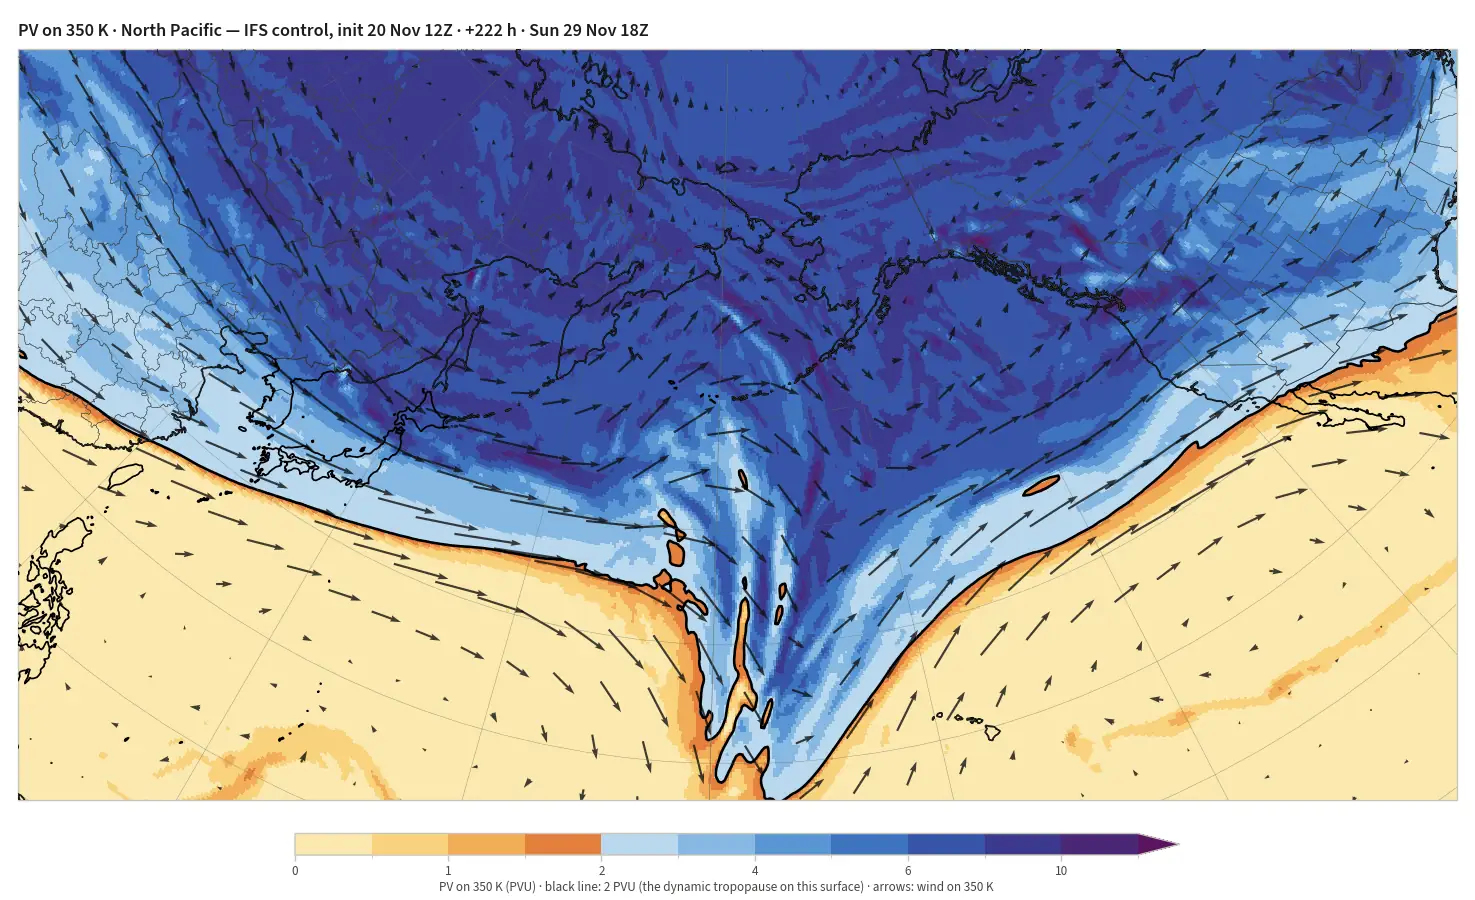 PV on 350 K · North Pacific — IFS control, init 20 Nov 12Z · +222 h · Sun 29 Nov 18Z
0 1 2 4 6 10
PV on 350 K (PVU) · black line: 2 PVU (the dynamic tropopause on this surface) · arrows: wind on 350 K